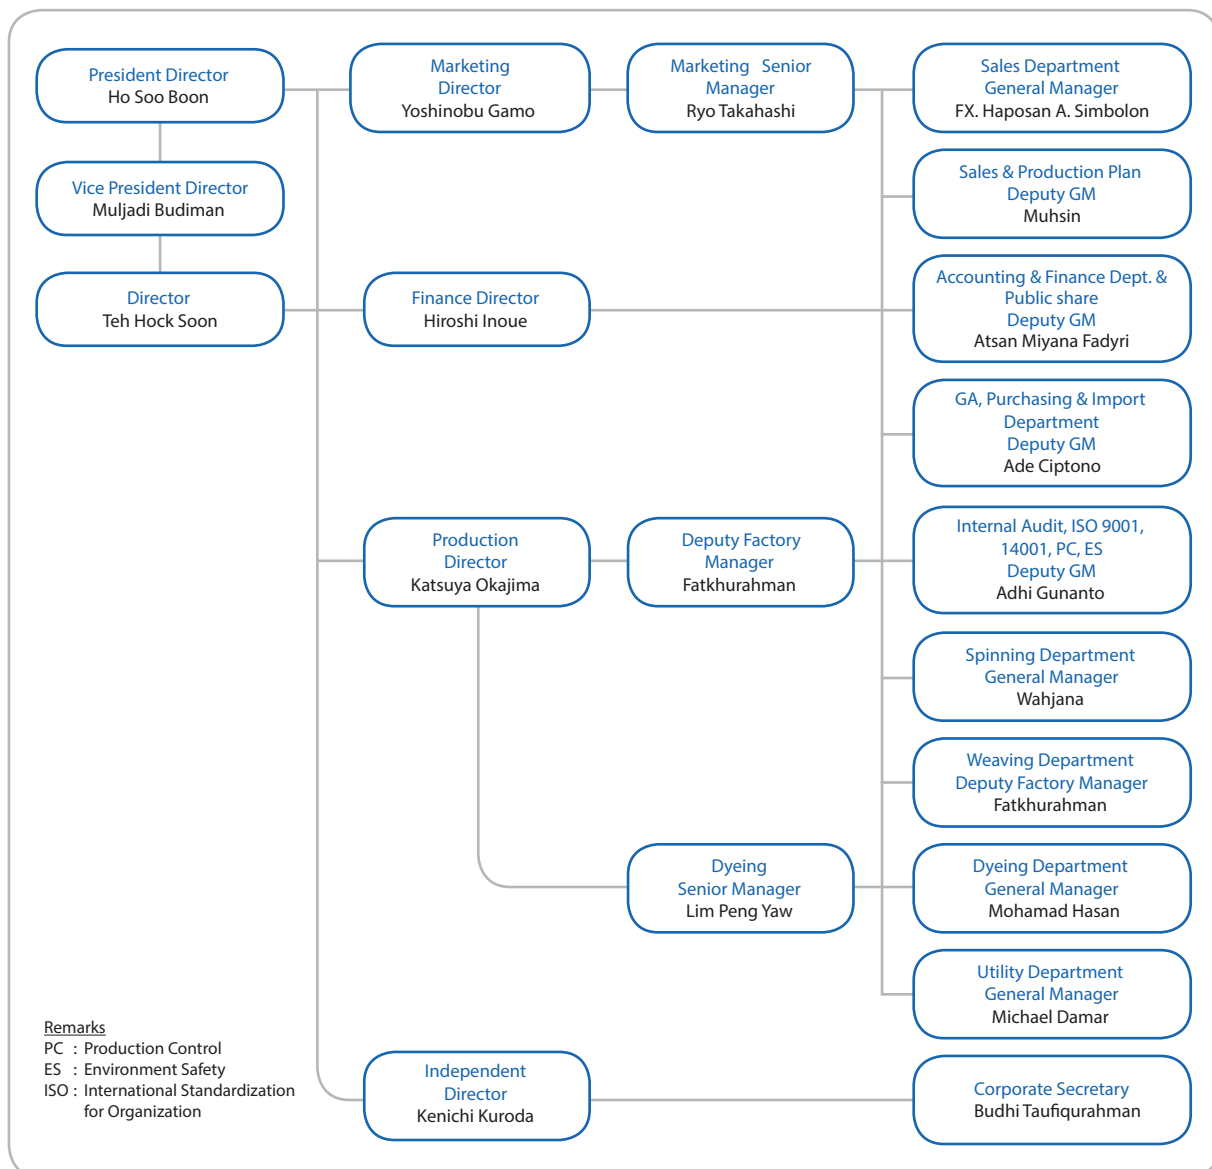 President Director
Ho Soo Boon
Vice President Director
Muljadi Budiman
Director
Teh Hock Soon
Marketing
Director
Yoshinobu Gamo
Marketing Senior
Manager
Ryo Takahashi
Finance Director
Hiroshi Inoue
Production
Director
Katsuya Okajima
Deputy Factory
Manager
Fatkhurahman
Dyeing
Senior Manager
Lim Peng Yaw
Independent
Director
Kenichi Kuroda
Sales Department
General Manager
FX. Haposan A. Simbolon
Sales & Production Plan
Deputy GM
Muhsin
Accounting & Finance Dept. &
Public share
Deputy GM
Atsan Miyana Fadyri
GA, Purchasing & Import
Department
Deputy GM
Ade Ciptono
Internal Audit, ISO 9001,
14001, PC, ES
Deputy GM
Adhi Gunanto
Spinning Department
General Manager
Wahjana
Weaving Department
Deputy Factory Manager
Fatkhurahman
Dyeing Department
General Manager
Mohamad Hasan
Utility Department
General Manager
Michael Damar
Corporate Secretary
Budhi Taufiqurahman
Remarks
PC : Production Control
ES : Environment Safety
ISO : International Standardization
for Organization